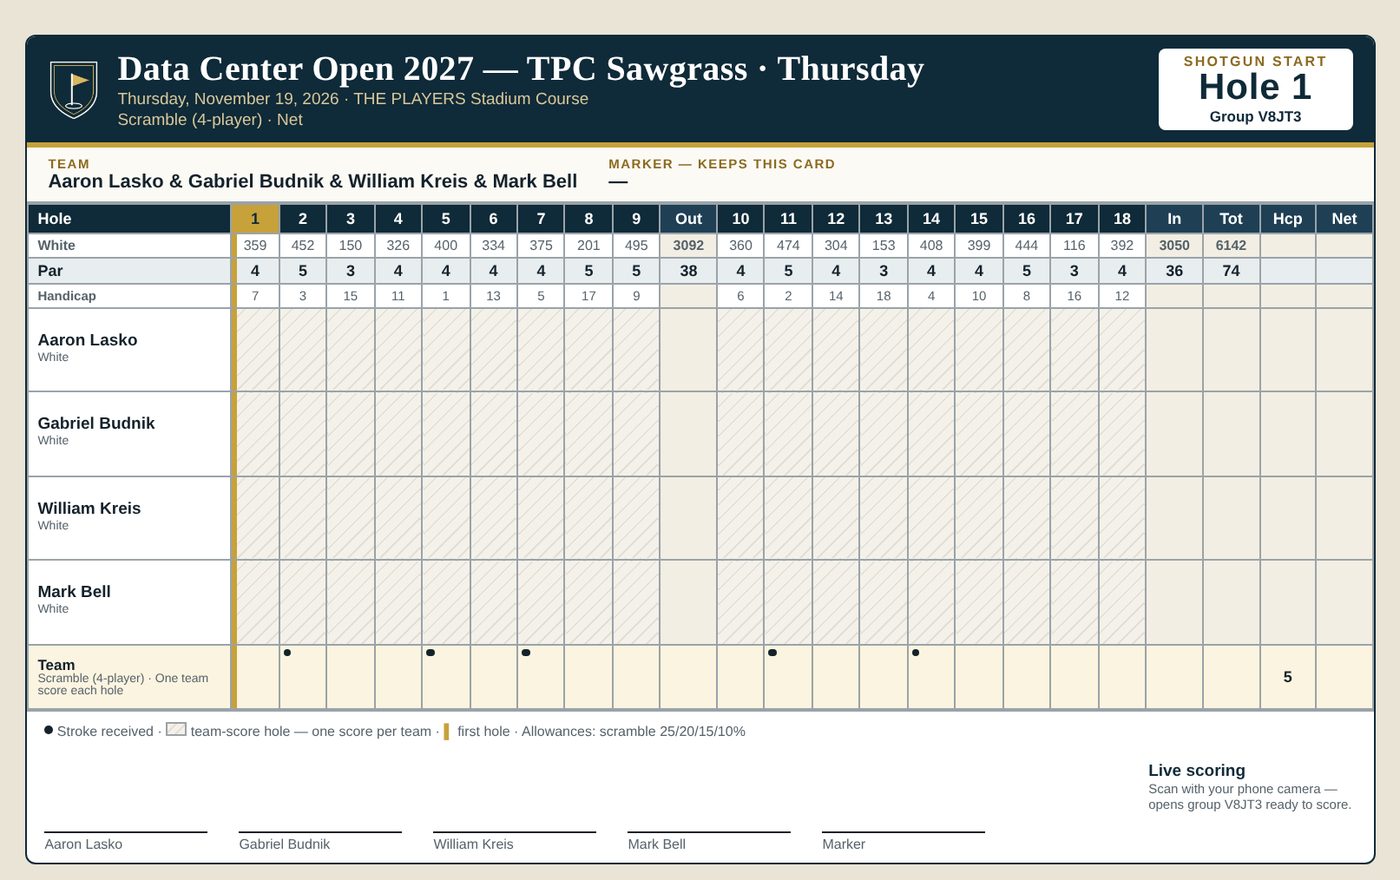 Data Center Open 2027 — TPC Sawgrass · Thursday
Thursday, November 19, 2026 · THE PLAYERS Stadium Course
Scramble (4-player) · Net
SHOTGUN START
Hole 1
Group V8JT3
TEAM
Aaron Lasko & Gabriel Budnik & William Kreis & Mark Bell
MARKER — KEEPS THIS CARD
—
Hole 1 2 3 4 5 6 7 8 9 Out 10 11 12 13 14 15 16 17 18 In Tot Hcp Net
White 359 452 150 326 400 334 375 201 495 3092 360 474 304 153 408 399 444 116 392 3050 6142
Par 4 5 3 4 4 4 4 5 5 38 4 5 4 3 4 4 5 3 4 36 74
Handicap 7 3 15 11 1 13 5 17 9 6 2 14 18 4 10 8 16 12
Aaron Lasko
White
Gabriel Budnik
White
William Kreis
White
Mark Bell
White
Team
Scramble (4-player) · One team
score each hole
5
Stroke received · team-score hole — one score per team · first hole · Allowances: scramble 25/20/15/10%
Live scoring
Scan with your phone camera —
opens group V8JT3 ready to score.
Aaron Lasko Gabriel Budnik William Kreis Mark Bell Marker